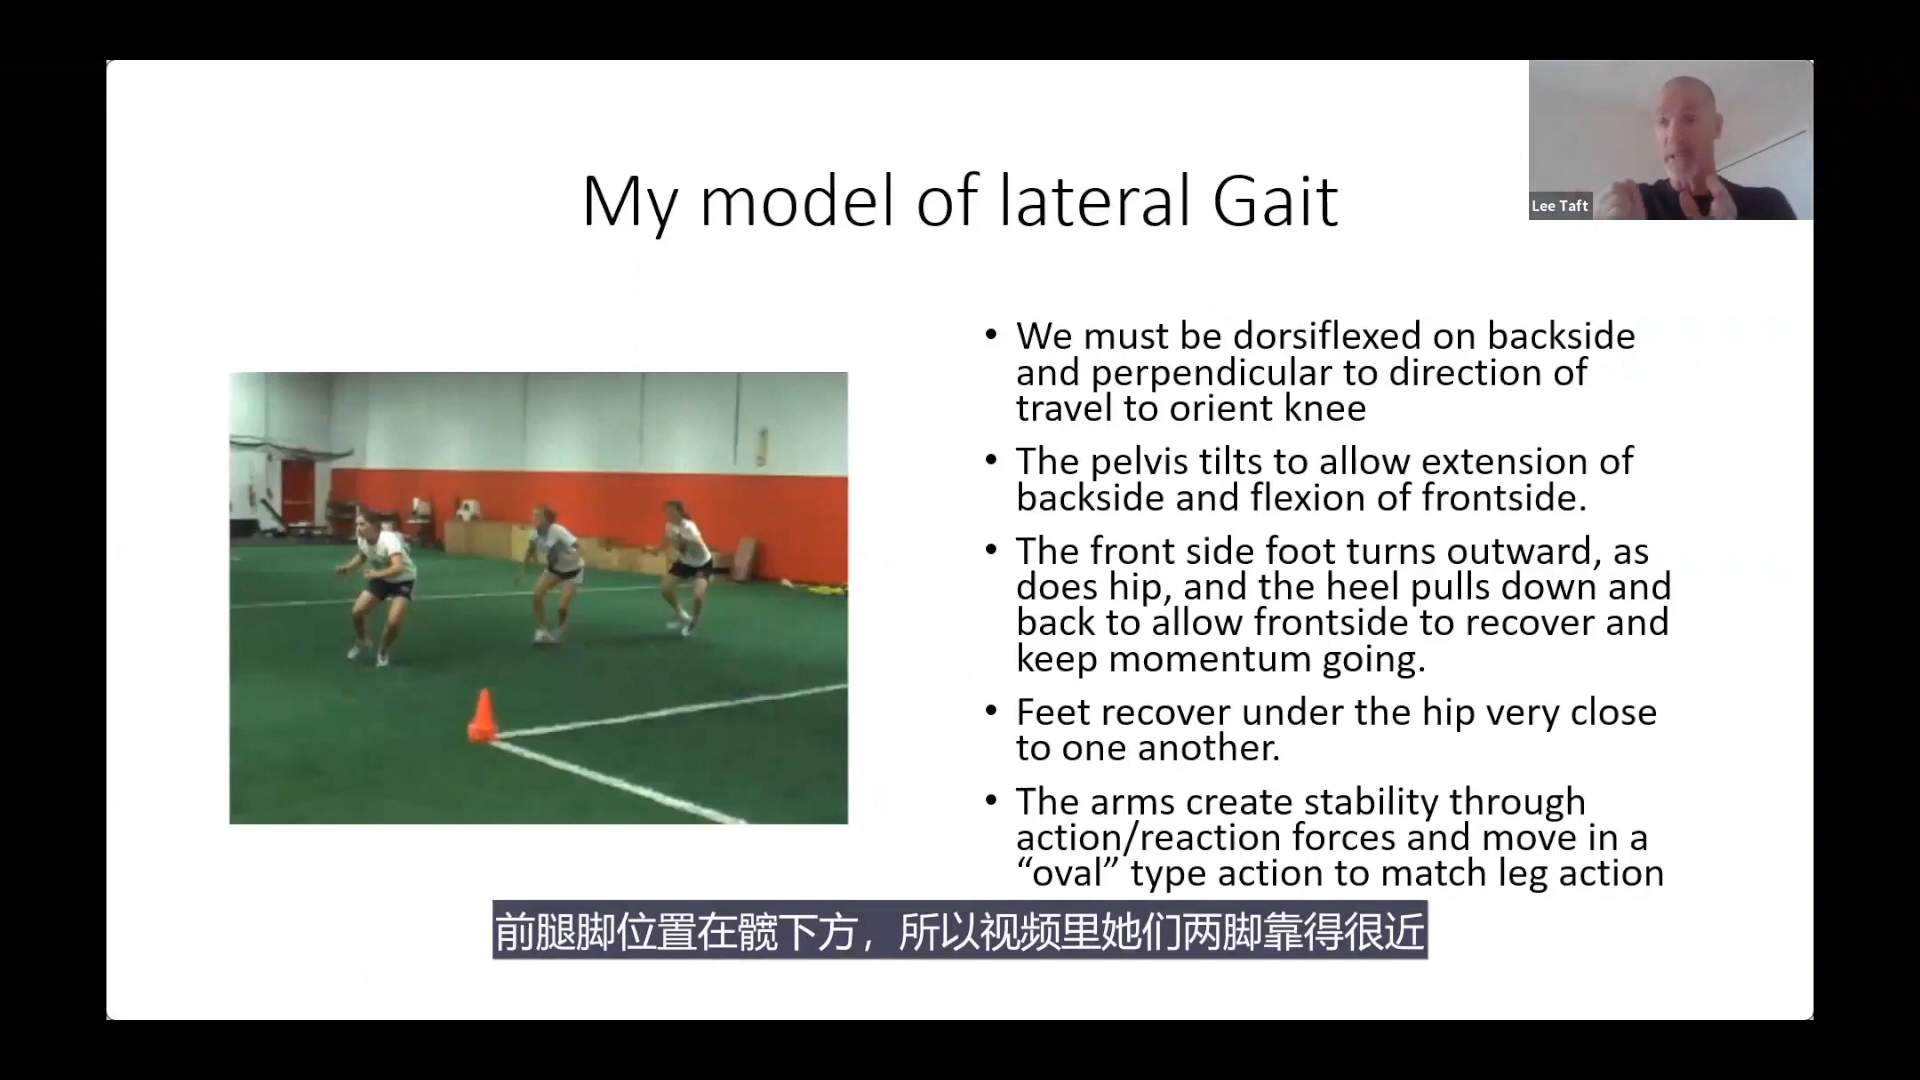 My model of lateral Gait
Lee Taft
• We must be dorsiflexed on backside
and perpendicular to direction of
travel to orient knee
• The pelvis tilts to allow extension of
backside and flexion of frontside.
• The front side foot turns outward, as
does hip, and the heel pulls down and
back to allow frontside to recover and
keep momentum going.
• Feet recover under the hip very close
to one another.
• The arms create stability through
action/reaction forces and move in a
“oval” type action to match leg action
前腿脚位置在髋下方，所以视频里她们两脚靠得很近